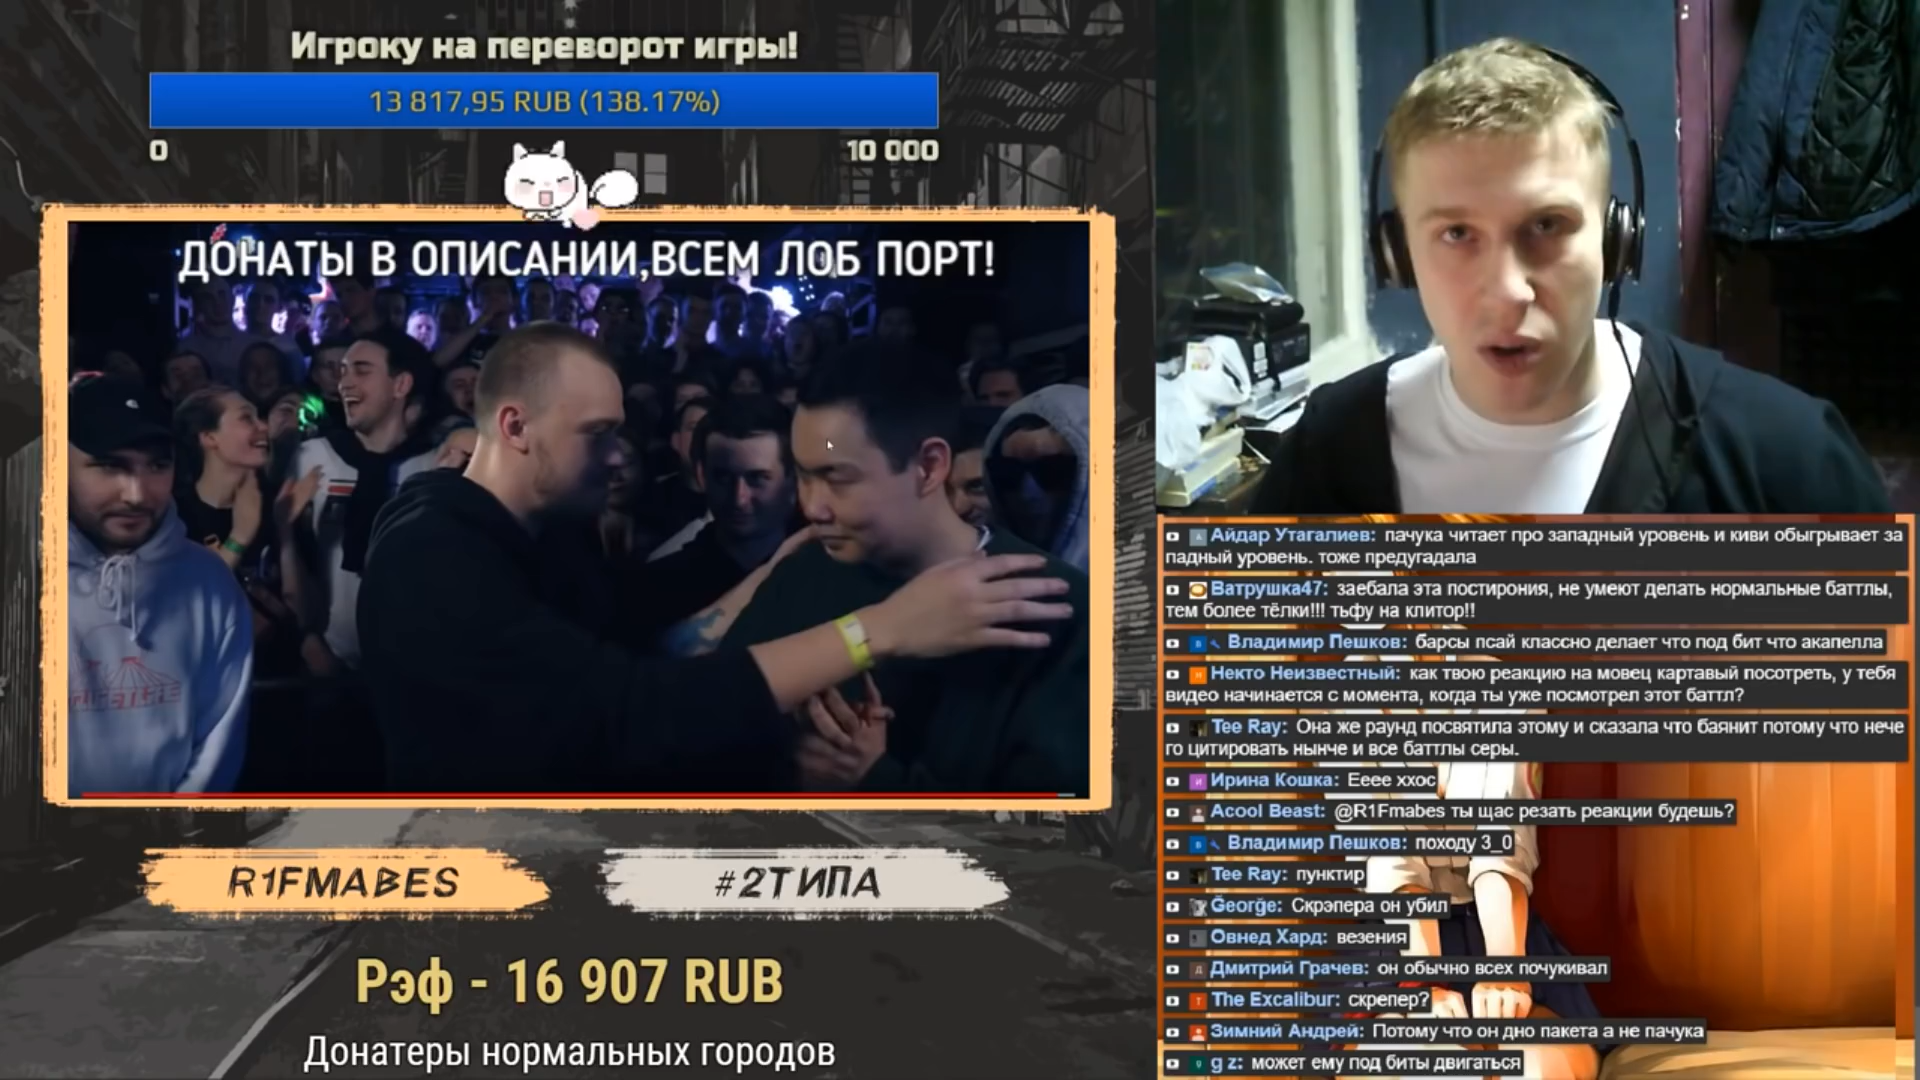 Игроку на переворот игры!
13 817,95 RUB (138.17%)
0
10 000
ДОНАТЫ В ОПИСАНИИ,ВСЕМ ЛОБ ПОРТ!
R1FMABES
#2ТИПА
Рэф - 16 907 RUB
Донатеры нормальных городов
Айдар Утагалиев: пачука читает про западный уровень и киви обыгрывает за
падный уровень. тоже предугадала
Ватрушка47: заебала эта постирония, не умеют делать нормальные баттлы,
тем более тёлки!!! тьфу на клитор!!
Владимир Пешков: барсы псай классно делает что под бит что акапелла
Некто Неизвестный: как твою реакцию на мовец картавый посотреть, у тебя
видео начинается с момента, когда ты уже посмотрел этот баттл?
Tee Ray: Она же раунд посвятила этому и сказала что баянит потому что нече
го цитировать нынче и все баттлы серы.
Ирина Кошка: Ееее ххос
Acool Beast: @R1Fmabes ты щас резать реакции будешь?
Владимир Пешков: походу 3_0
Tee Ray: пунктир
Ğeorğe: Скрэпера он убил
Овнед Хард: везения
Дмитрий Грачев: он обычно всех почукивал
The Excalibur: скрепер?
Зимний Андрей: Потому что он дно пакета а не пачука
g z: может ему под биты двигаться